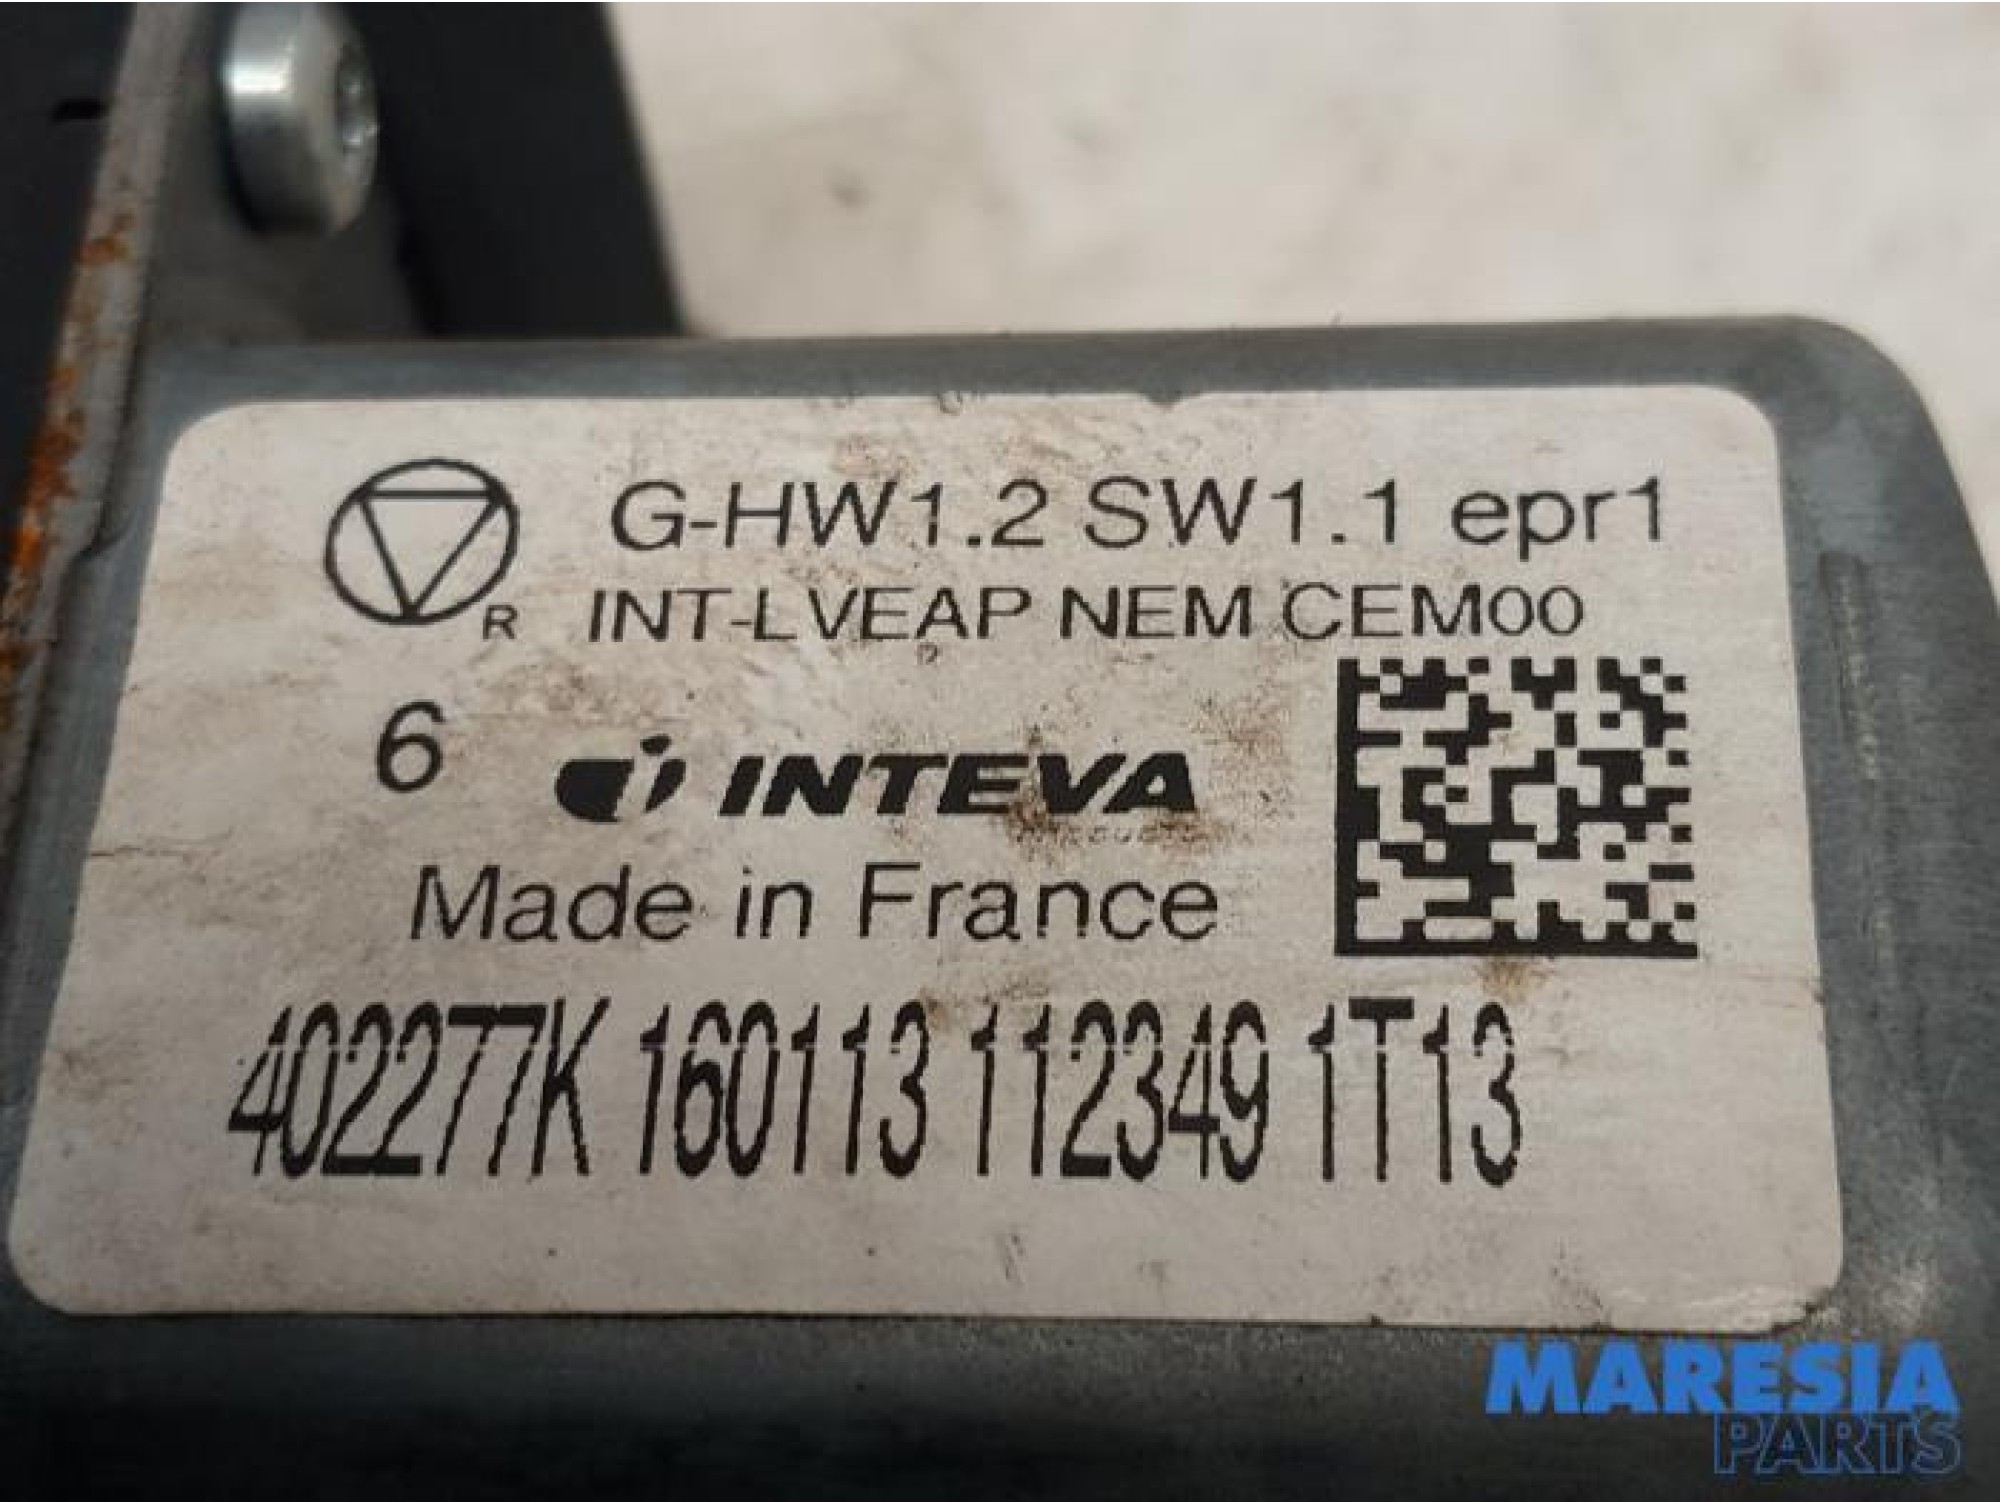 G-HW1.2 SW1.1 epr1
R INT-LVEAP NEM CEM00
6
INTEVA
PRODUCTS
Made in France
402277K 160113 112349 1T13
MARESIA
PARTS